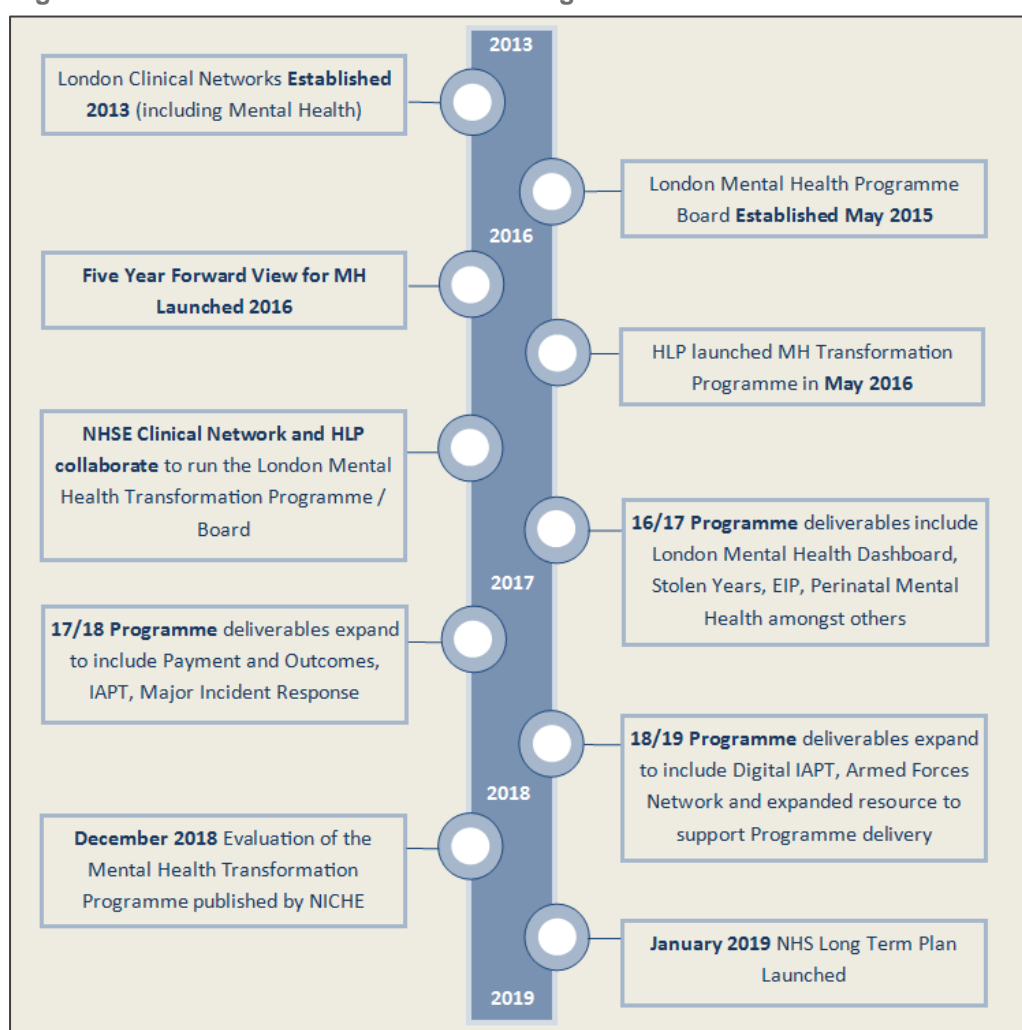 2013
London Clinical Networks Established
2013 (including Mental Health)
London Mental Health Programme
Board Established May 2015
2016
Five Year Forward View for MH
Launched 2016
HLP launched MH Transformation
Programme in May 2016
NHSE Clinical Network and HLP
collaborate to run the London Mental
Health Transformation Programme /
Board
16/17 Programme deliverables include
London Mental Health Dashboard,
Stolen Years, EIP, Perinatal Mental
Health amongst others
2017
17/18 Programme deliverables expand
to include Payment and Outcomes,
IAPT, Major Incident Response
18/19 Programme deliverables expand
to include Digital IAPT, Armed Forces
Network and expanded resource to
support Programme delivery
2018
December 2018 Evaluation of the
Mental Health Transformation
Programme published by NICHE
January 2019 NHS Long Term Plan
Launched
2019